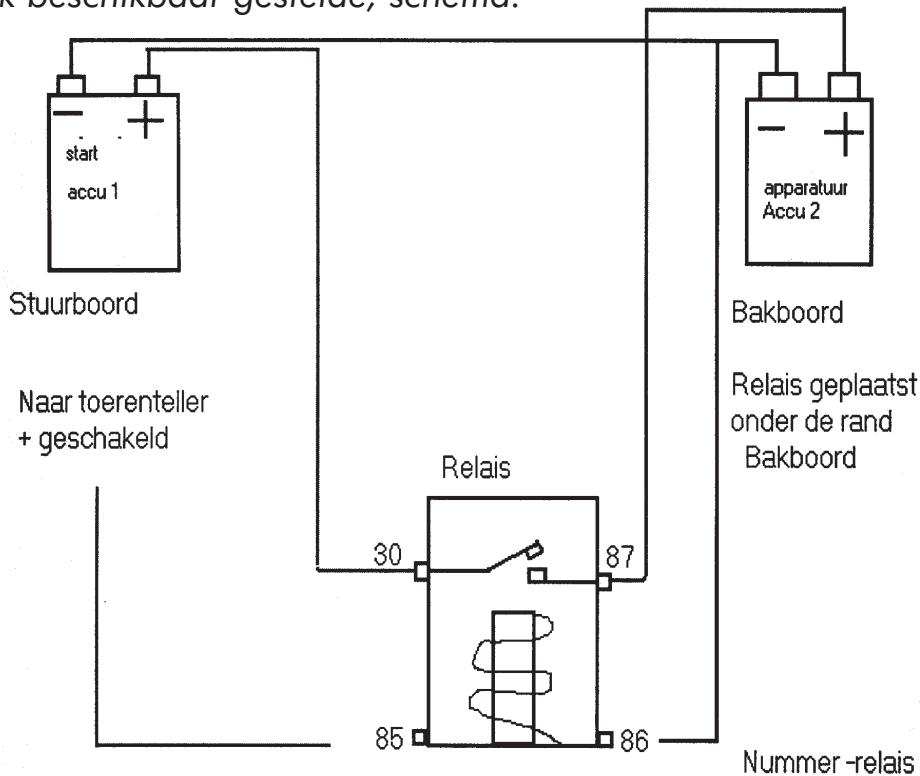 k beschikbaar gestelde, schema.
− +
start
accu 1
Stuurboord
− +
apparatuur
Accu 2
Bakboord
Naar toerenteller
+ geschakeld
Relais geplaatst
onder de rand
Bakboord
Relais
30
87
85
86
Nummer -relais